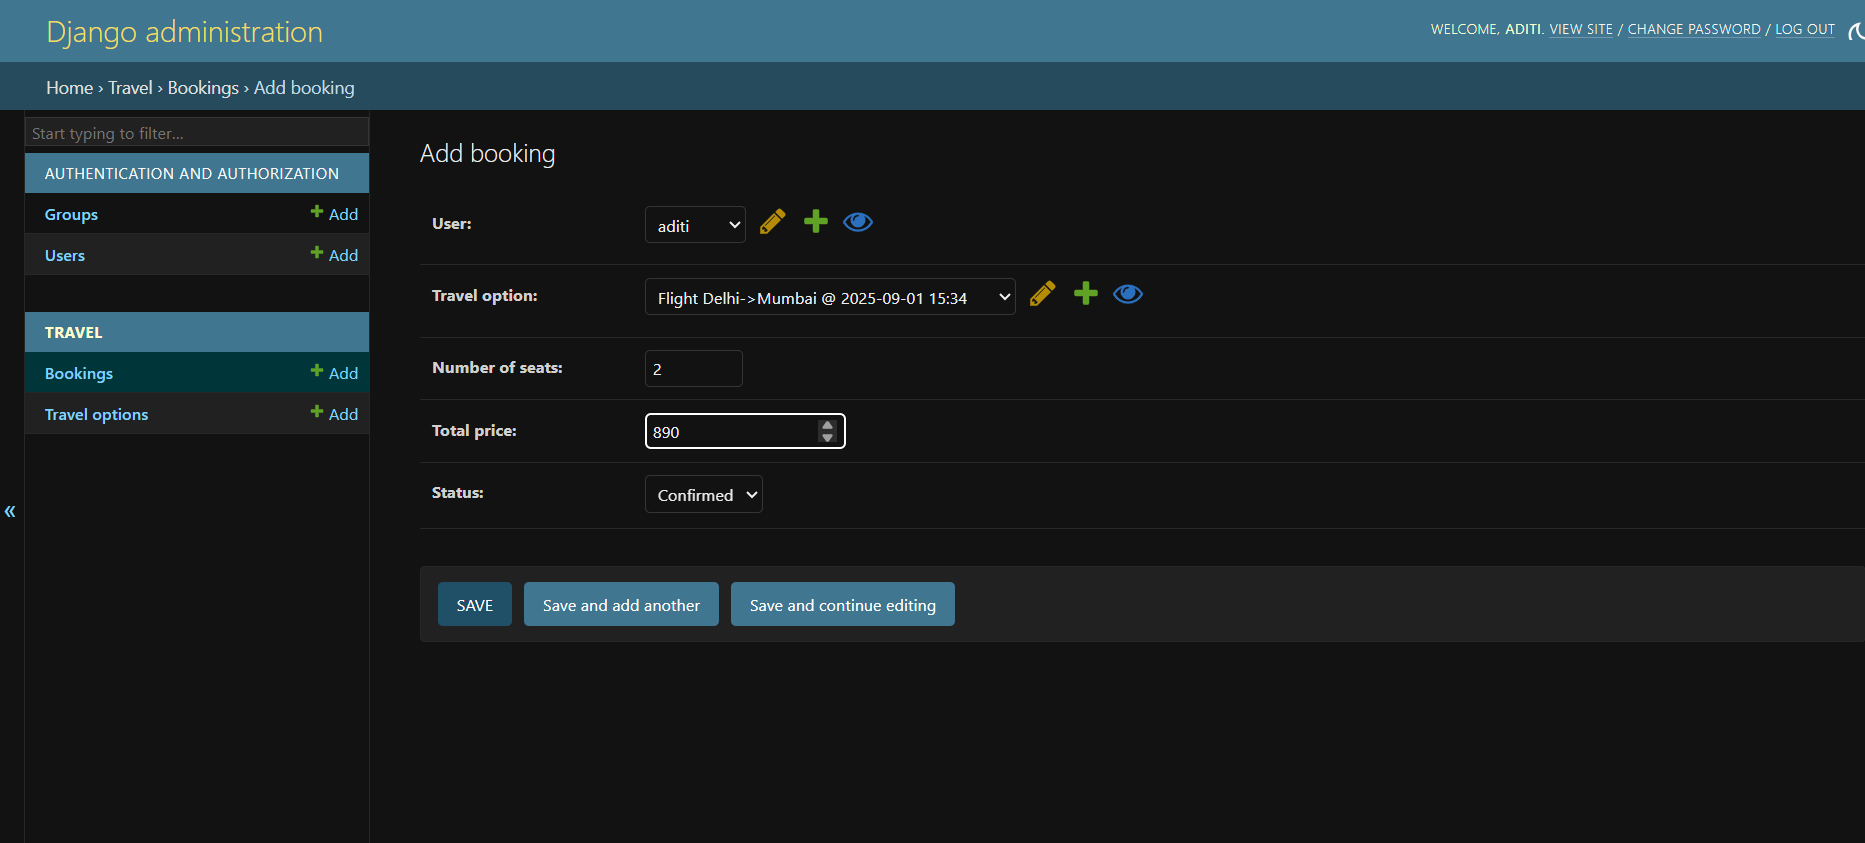 Django administration
WELCOME, ADITI. VIEW SITE / CHANGE PASSWORD / LOG OUT
Home › Travel › Bookings › Add booking
Start typing to filter...
AUTHENTICATION AND AUTHORIZATION
Groups + Add
Users + Add
TRAVEL
Bookings + Add
Travel options + Add
«
Add booking
User: aditi
Travel option: Flight Delhi->Mumbai @ 2025-09-01 15:34
Number of seats: 2
Total price: 890
Status: Confirmed
SAVE Save and add another Save and continue editing